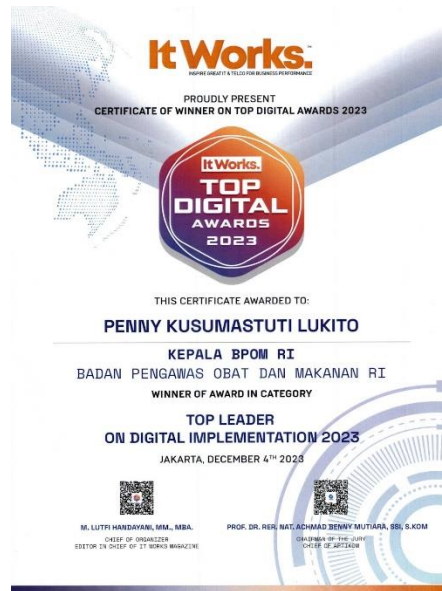 It Works.
INSPIRE GREAT IT & TELCO FOR BUSINESS PERFORMANCE
PROUDLY PRESENT
CERTIFICATE OF WINNER ON TOP DIGITAL AWARDS 2023
It Works.
TOP
DIGITAL
AWARDS
2023
THIS CERTIFICATE AWARDED TO:
PENNY KUSUMASTUTI LUKITO
KEPALA BPOM RI
BADAN PENGAWAS OBAT DAN MAKANAN RI
WINNER OF AWARD IN CATEGORY
TOP LEADER
ON DIGITAL IMPLEMENTATION 2023
JAKARTA, DECEMBER 4TH 2023
M. LUTFI HANDAYANI, MM., MBA.
CHIEF OF ORGANIZER
EDITOR IN CHIEF OF IT WORKS MAGAZINE
PROF. DR. RER. NAT. ACHMAD BENNY MUTIARA, SSI, S.KOM
CHAIRMAN OF THE JURY
CHIEF OF APTIKOM